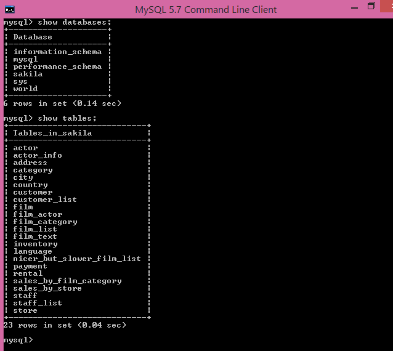 MySQL 5.7 Command Line Client
mysql> show databases;
+--------------------+
| Database           |
+--------------------+
| information_schema |
| mysql              |
| performance_schema |
| sakila             |
| sys                |
| world              |
+--------------------+
6 rows in set (0.14 sec)
mysql> show tables;
+----------------------------+
| Tables_in_sakila           |
+----------------------------+
| actor                      |
| actor_info                 |
| address                    |
| category                   |
| city                       |
| country                    |
| customer                   |
| customer_list              |
| film                       |
| film_actor                 |
| film_category              |
| film_list                  |
| film_text                  |
| inventory                  |
| language                   |
| nicer_but_slower_film_list |
| payment                    |
| rental                     |
| sales_by_film_category     |
| sales_by_store             |
| staff                      |
| staff_list                 |
| store                      |
+----------------------------+
23 rows in set (0.04 sec)
mysql>